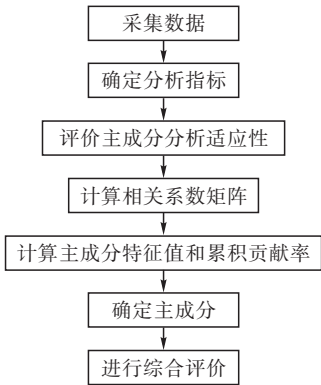 采集数据
确定分析指标
评价主成分分析适应性
计算相关系数矩阵
计算主成分特征值和累积贡献率
确定主成分
进行综合评价